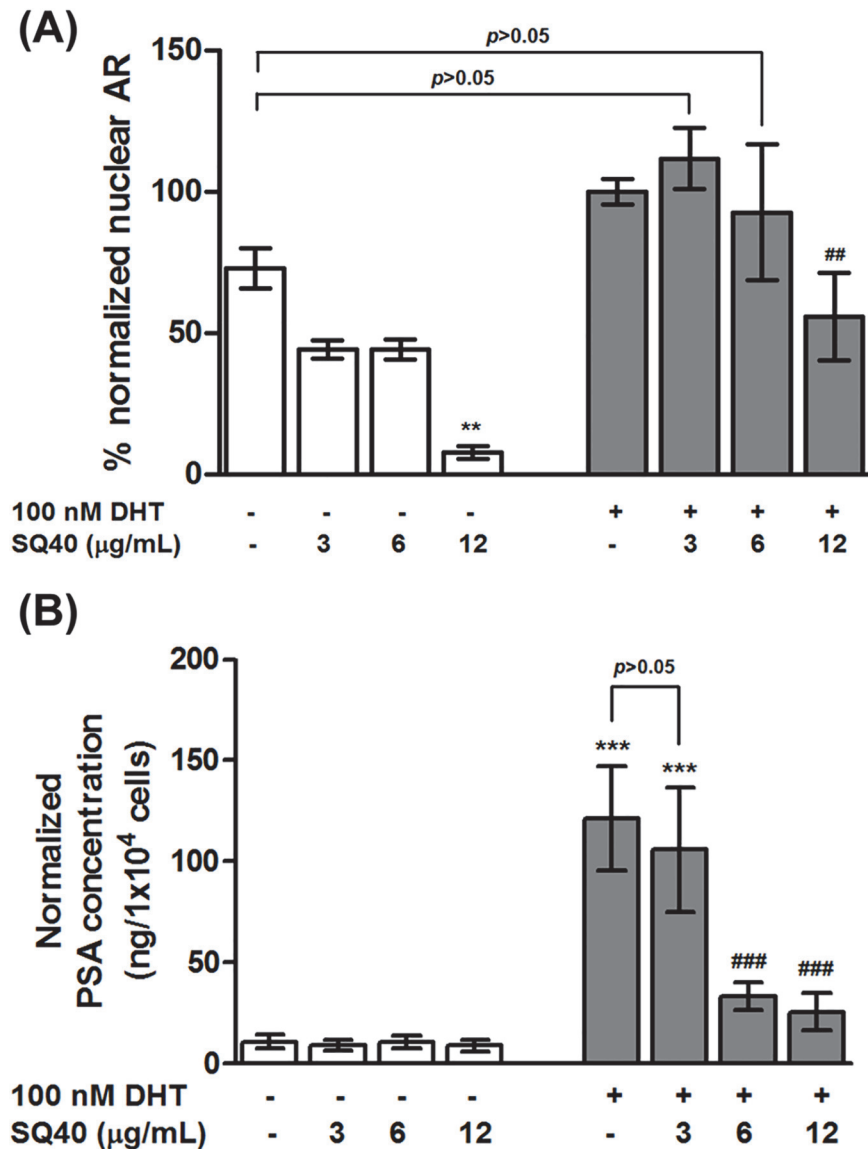 (A)
p>0.05
p>0.05
% normalized nuclear AR
150
100
50
0
**
##
100 nM DHT - - - - + + + +
SQ40 (μg/mL) - 3 6 12 - 3 6 12
(B)
Normalized
PSA concentration
(ng/1x10⁴ cells)
200
150
100
50
0
p>0.05
***
***
###
###
100 nM DHT - - - - + + + +
SQ40 (μg/mL) - 3 6 12 - 3 6 12